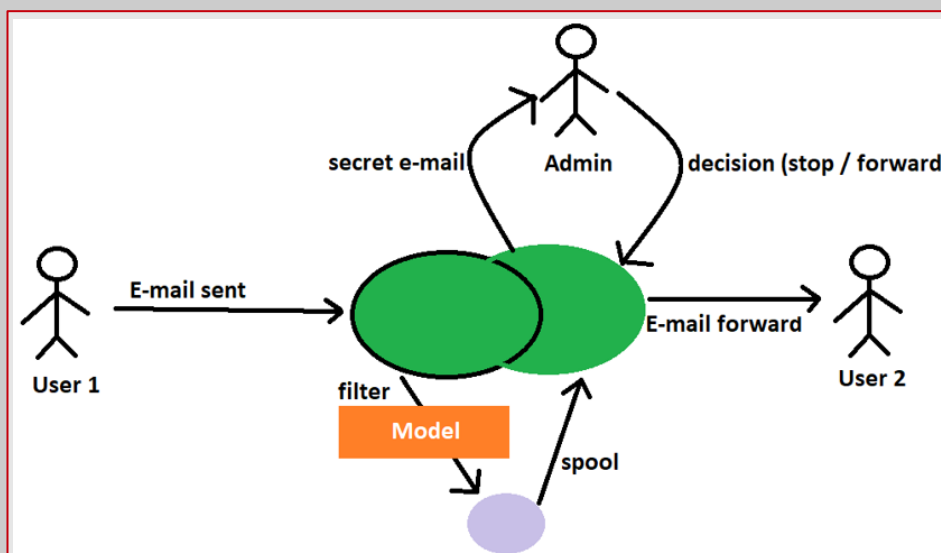 secret e-mail
Admin
decision (stop / forward
E-mail sent
E-mail forward
User 1
User 2
filter
Model
spool